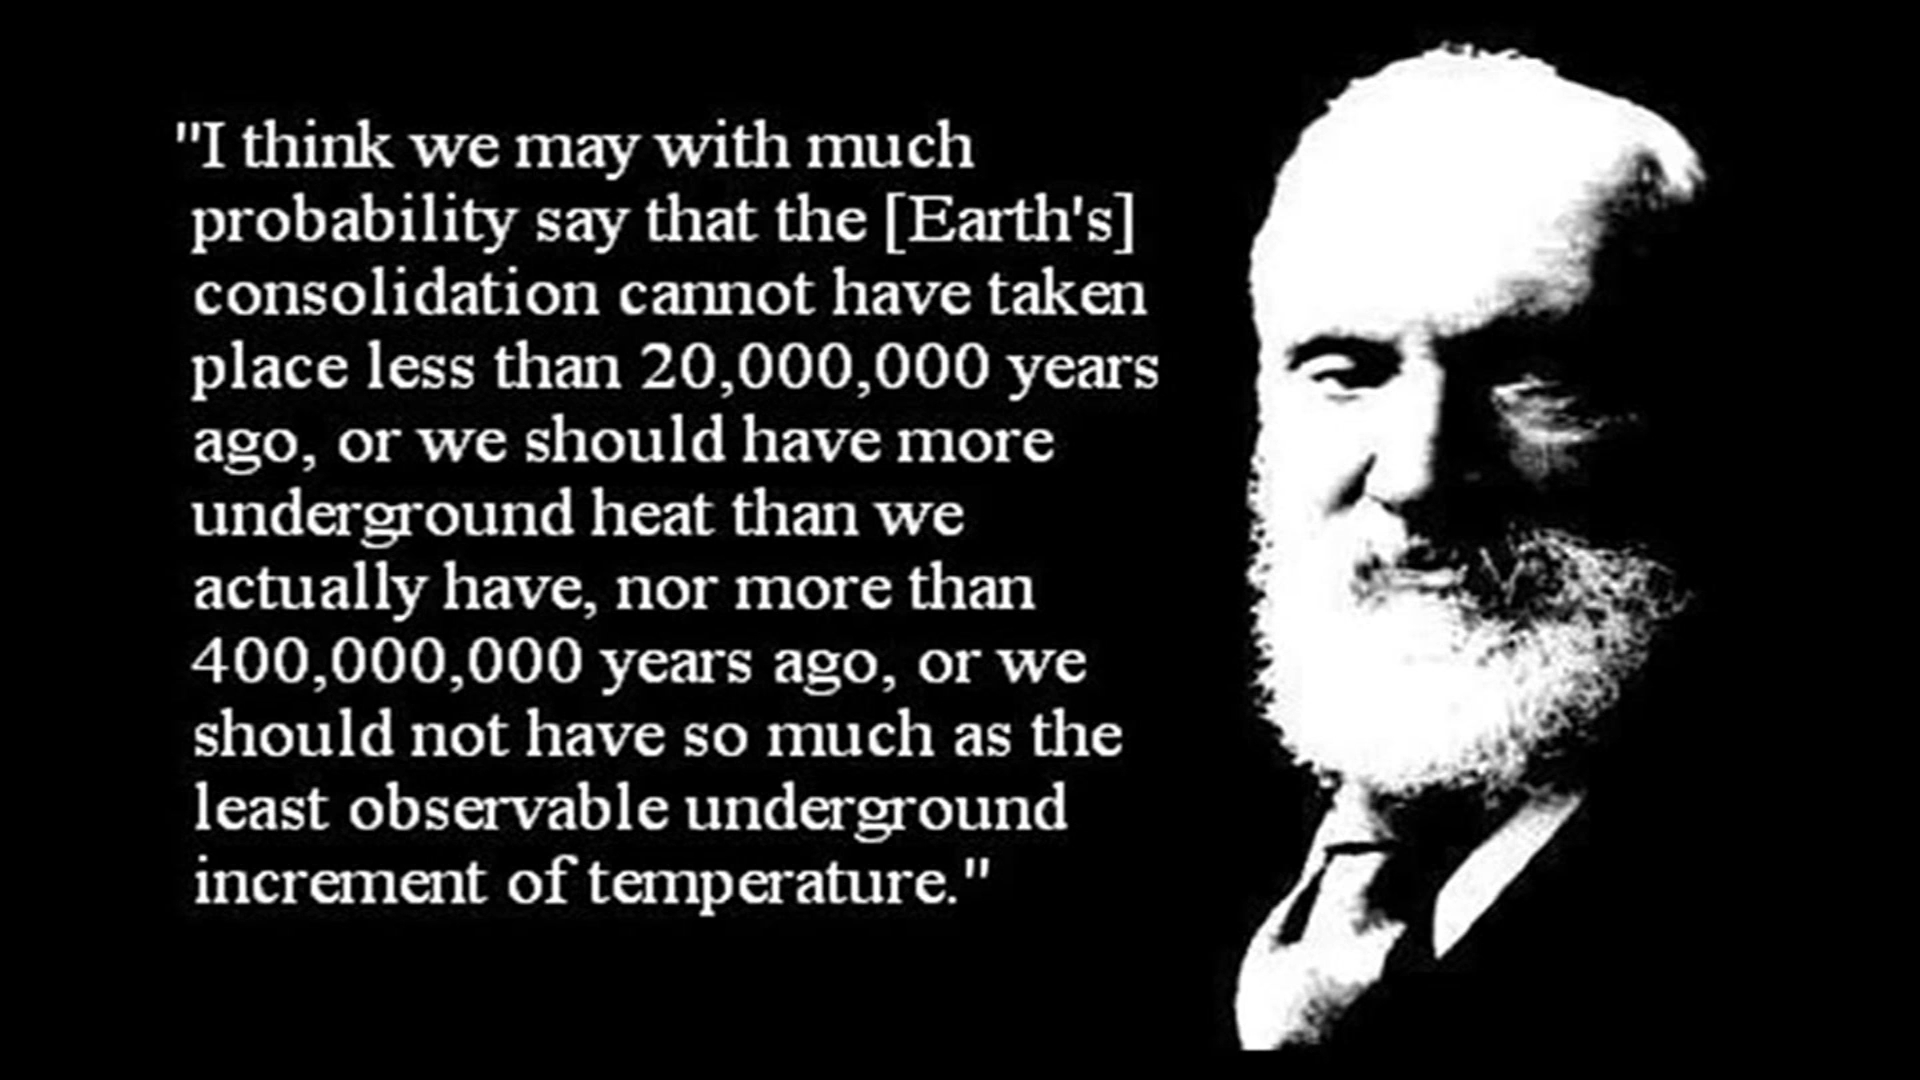 "I think we may with much
probability say that the [Earth's]
consolidation cannot have taken
place less than 20,000,000 years
ago, or we should have more
underground heat than we
actually have, nor more than
400,000,000 years ago, or we
should not have so much as the
least observable underground
increment of temperature."